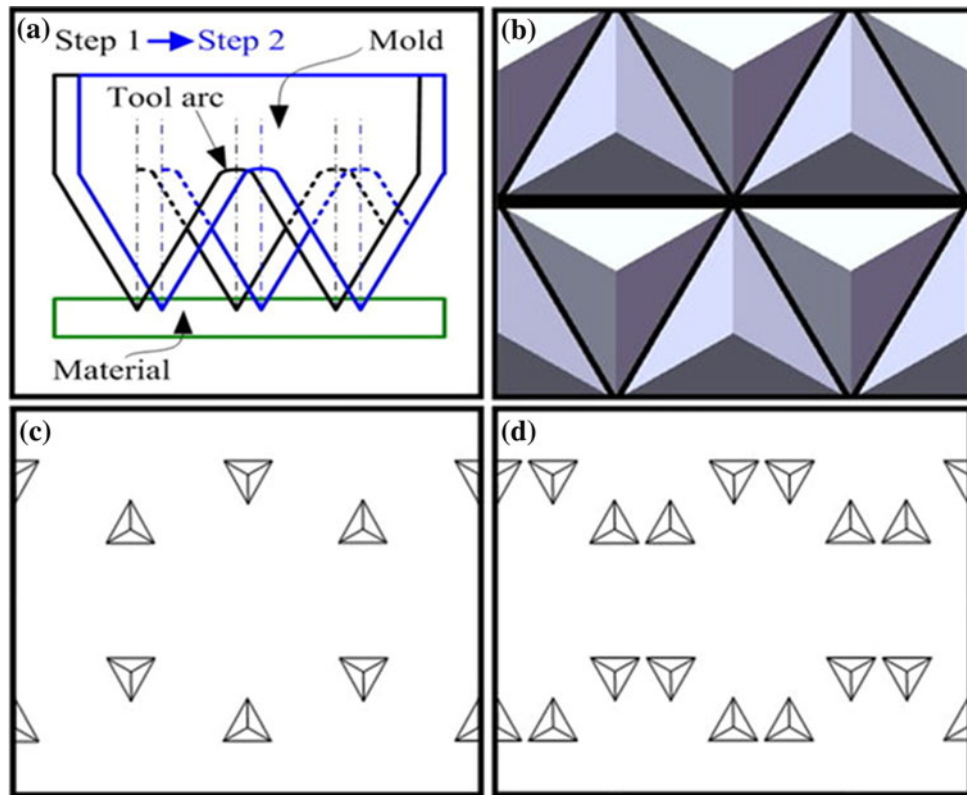 (a)
Step 1 Step 2
Mold
Tool arc
Material
(b)
(c)
(d)